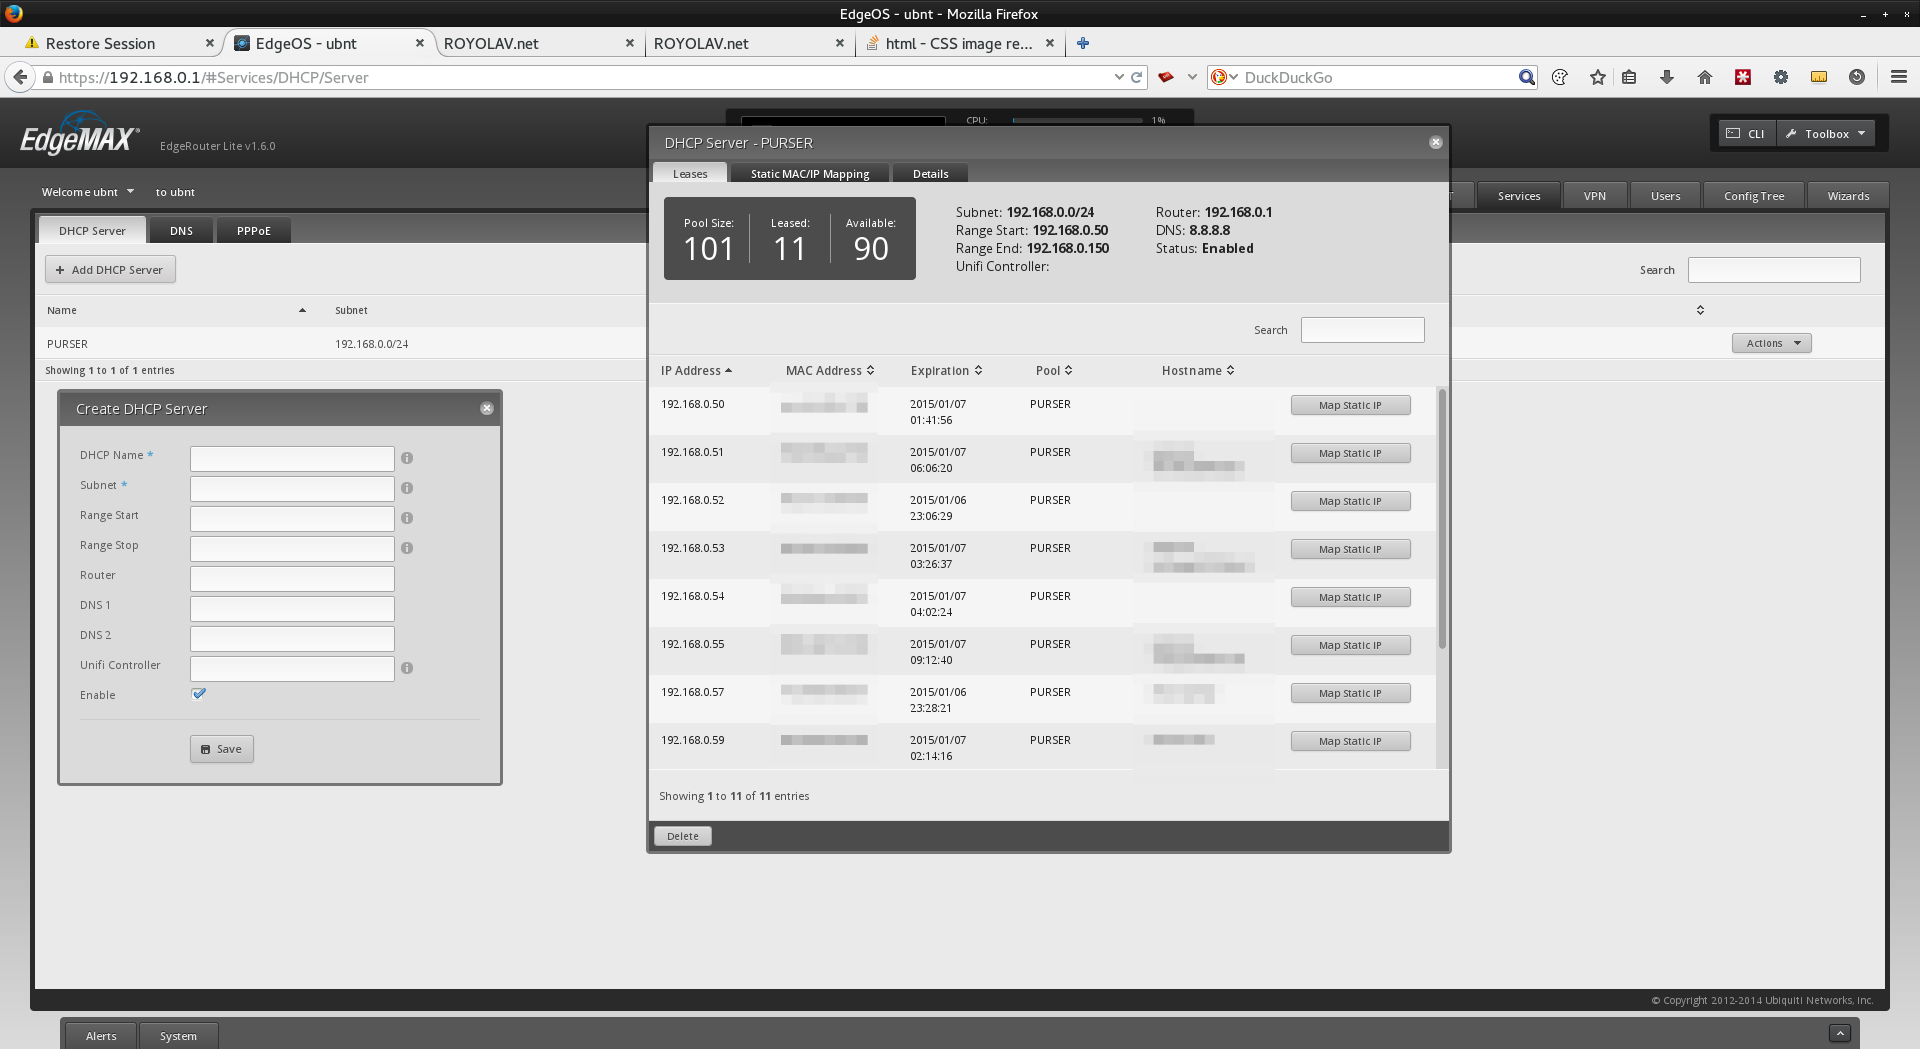 EdgeOS - ubnt - Mozilla Firefox
Restore Session
EdgeOS - ubnt
ROYOLAV.net
ROYOLAV.net
html - CSS image re...
https://192.168.0.1/#Services/DHCP/Server
DuckDuckGo
EdgeMAX
EdgeRouter Lite v1.6.0
CPU: 1%
CLI
Toolbox
Welcome ubnt to ubnt
Services
VPN
Users
Config Tree
Wizards
DHCP Server
DNS
PPPoE
+ Add DHCP Server
Search
Name
Subnet
PURSER
192.168.0.0/24
Actions
Showing 1 to 1 of 1 entries
Create DHCP Server
DHCP Name *
Subnet *
Range Start
Range Stop
Router
DNS 1
DNS 2
Unifi Controller
Enable
Save
DHCP Server - PURSER
Leases
Static MAC/IP Mapping
Details
Pool Size: 101
Leased: 11
Available: 90
Subnet: 192.168.0.0/24
Range Start: 192.168.0.50
Range End: 192.168.0.150
Unifi Controller:
Router: 192.168.0.1
DNS: 8.8.8.8
Status: Enabled
Search
IP Address MAC Address Expiration Pool Hostname
192.168.0.50 2015/01/07 01:41:56 PURSER Map Static IP
192.168.0.51 2015/01/07 06:06:20 PURSER Map Static IP
192.168.0.52 2015/01/06 23:06:29 PURSER Map Static IP
192.168.0.53 2015/01/07 03:26:37 PURSER Map Static IP
192.168.0.54 2015/01/07 04:02:24 PURSER Map Static IP
192.168.0.55 2015/01/07 09:12:40 PURSER Map Static IP
192.168.0.57 2015/01/06 23:28:21 PURSER Map Static IP
192.168.0.59 2015/01/07 02:14:16 PURSER Map Static IP
Showing 1 to 11 of 11 entries
Delete
© Copyright 2012-2014 Ubiquiti Networks, Inc.
Alerts
System